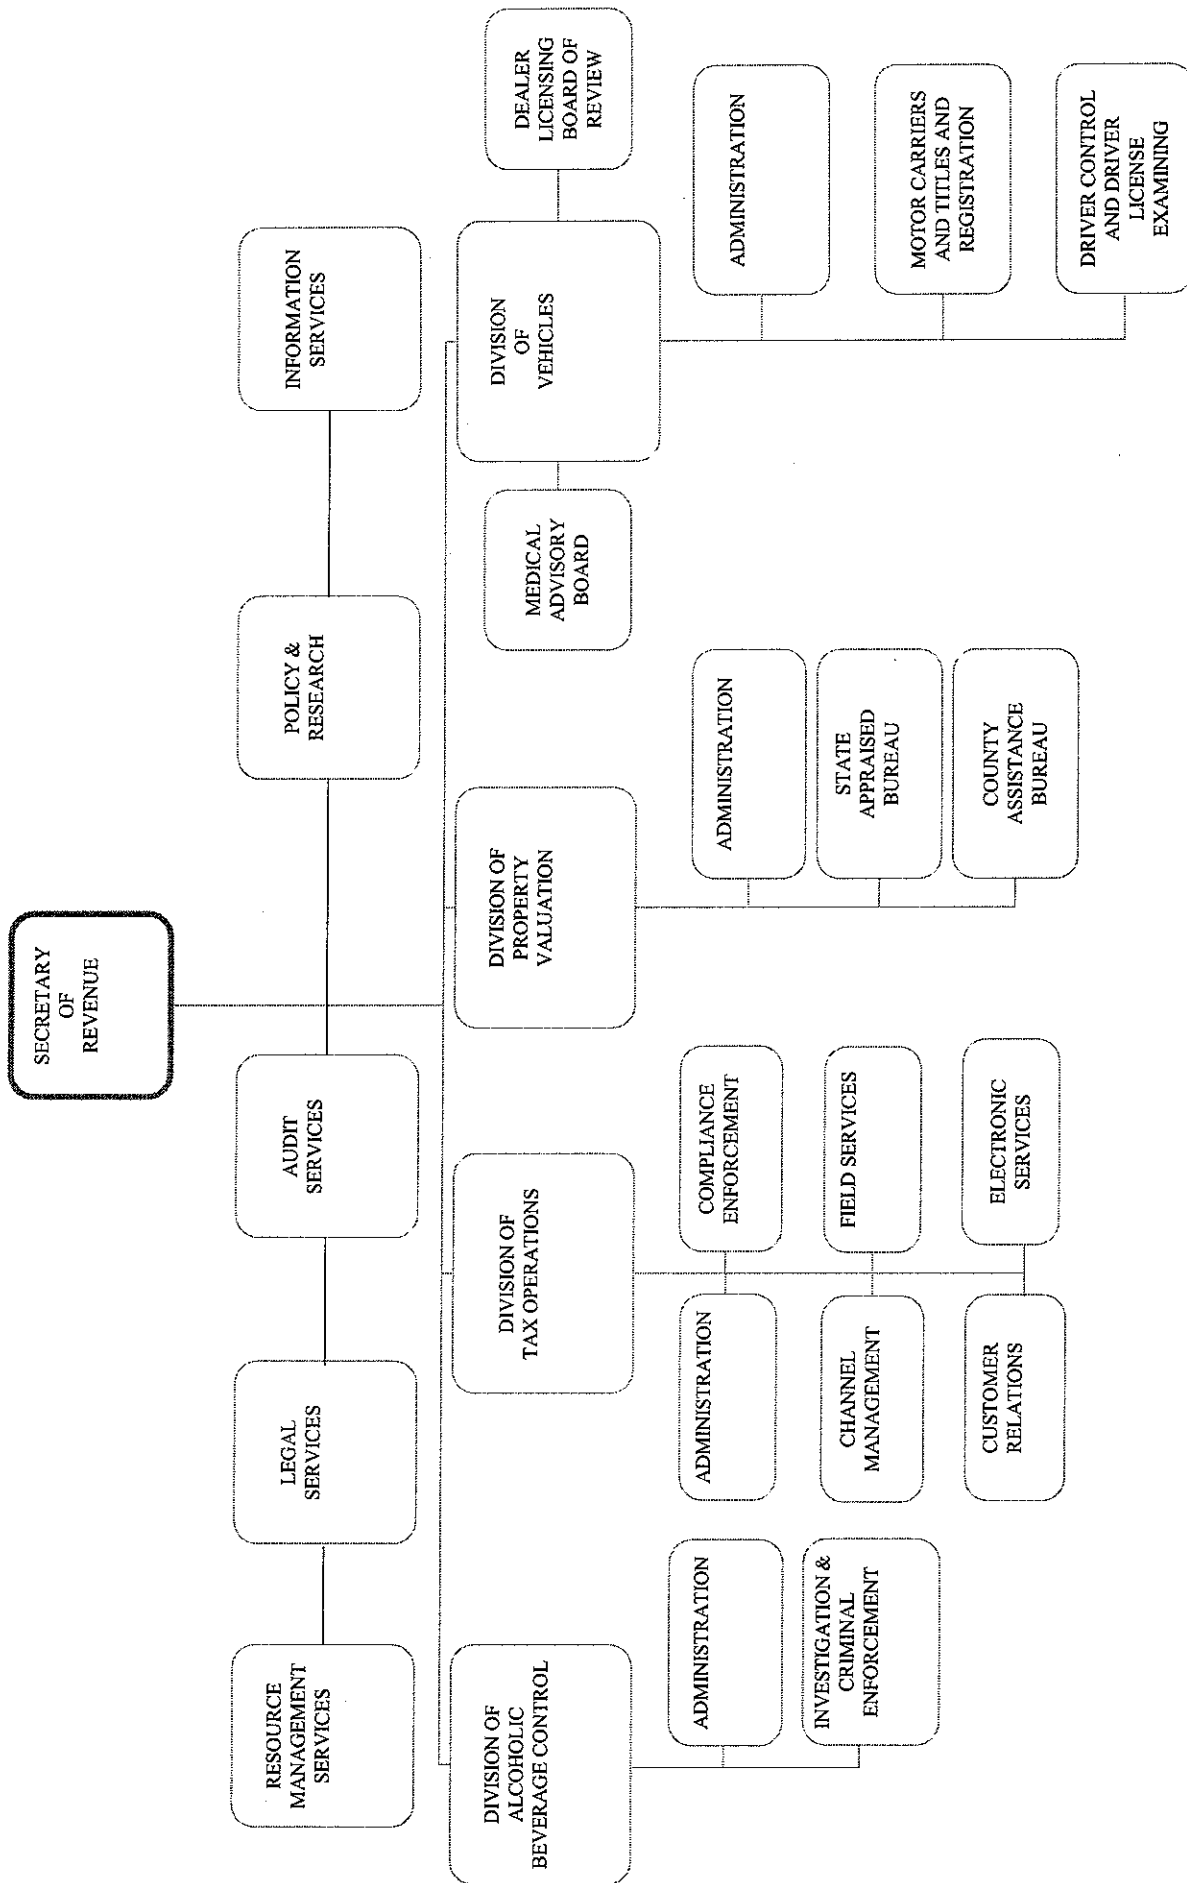 SECRETARY
OF
REVENUE
RESOURCE
MANAGEMENT
SERVICES
LEGAL
SERVICES
AUDIT
SERVICES
POLICY &
RESEARCH
INFORMATION
SERVICES
DIVISION OF
ALCOHOLIC
BEVERAGE CONTROL
DIVISION OF
TAX OPERATIONS
DIVISION OF
PROPERTY
VALUATION
MEDICAL
ADVISORY
BOARD
DIVISION
OF
VEHICLES
DEALER
LICENSING
BOARD OF
REVIEW
ADMINISTRATION
INVESTIGATION &
CRIMINAL
ENFORCEMENT
ADMINISTRATION
COMPLIANCE
ENFORCEMENT
CHANNEL
MANAGEMENT
FIELD SERVICES
CUSTOMER
RELATIONS
ELECTRONIC
SERVICES
ADMINISTRATION
STATE
APPRAISED
BUREAU
COUNTY
ASSISTANCE
BUREAU
ADMINISTRATION
MOTOR CARRIERS
AND TITLES AND
REGISTRATION
DRIVER CONTROL
AND DRIVER
LICENSE
EXAMINING